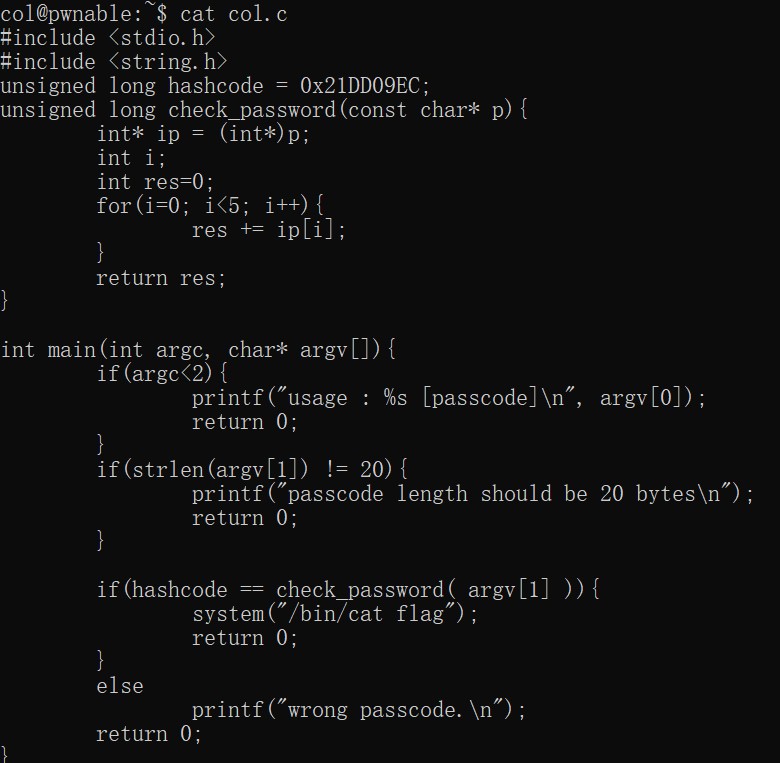 col@pwnable:~$ cat col.c
#include <stdio.h>
#include <string.h>
unsigned long hashcode = 0x21DD09EC;
unsigned long check_password(const char* p){
        int* ip = (int*)p;
        int i;
        int res=0;
        for(i=0; i<5; i++){
                res += ip[i];
        }
        return res;
}

int main(int argc, char* argv[]){
        if(argc<2){
                printf("usage : %s [passcode]\n", argv[0]);
                return 0;
        }
        if(strlen(argv[1]) != 20){
                printf("passcode length should be 20 bytes\n");
                return 0;
        }

        if(hashcode == check_password( argv[1] )){
                system("/bin/cat flag");
                return 0;
        }
        else
                printf("wrong passcode.\n");
        return 0;
}